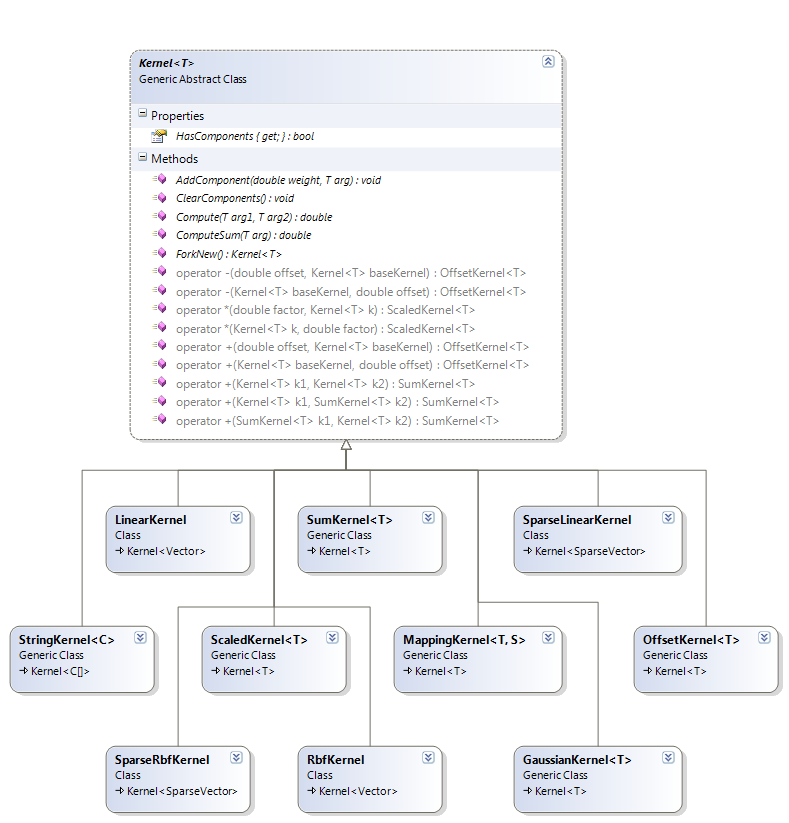 Kernel<T>
Generic Abstract Class
Properties
HasComponents { get; } : bool
Methods
AddComponent(double weight, T arg) : void
ClearComponents() : void
Compute(T arg1, T arg2) : double
ComputeSum(T arg) : double
ForkNew() : Kernel<T>
operator -(double offset, Kernel<T> baseKernel) : OffsetKernel<T>
operator -(Kernel<T> baseKernel, double offset) : OffsetKernel<T>
operator *(double factor, Kernel<T> k) : ScaledKernel<T>
operator *(Kernel<T> k, double factor) : ScaledKernel<T>
operator +(double offset, Kernel<T> baseKernel) : OffsetKernel<T>
operator +(Kernel<T> baseKernel, double offset) : OffsetKernel<T>
operator +(Kernel<T> k1, Kernel<T> k2) : SumKernel<T>
operator +(Kernel<T> k1, SumKernel<T> k2) : SumKernel<T>
operator +(SumKernel<T> k1, Kernel<T> k2) : SumKernel<T>
LinearKernel
Class
Kernel<Vector>
SumKernel<T>
Generic Class
Kernel<T>
SparseLinearKernel
Class
Kernel<SparseVector>
StringKernel<C>
Generic Class
Kernel<C[]>
ScaledKernel<T>
Generic Class
Kernel<T>
MappingKernel<T, S>
Generic Class
Kernel<T>
OffsetKernel<T>
Generic Class
Kernel<T>
SparseRbfKernel
Class
Kernel<SparseVector>
RbfKernel
Class
Kernel<Vector>
GaussianKernel<T>
Generic Class
Kernel<T>